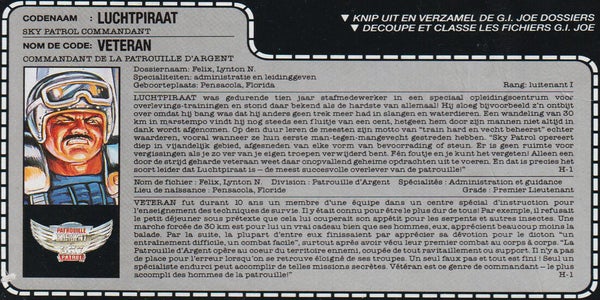 CODENAAM : LUCHTPIRAAT
SKY PATROL COMMANDANT
NOM DE CODE: VETERAN
COMMANDANT DE LA PATROUILLE D'ARGENT
▼ KNIP UIT EN VERZAMEL DE G.I. JOE DOSSIERS
▼ DECOUPE ET CLASSE LES FICHIERS G.I. JOE
Dossiernaam: Felix, Lynton N.
Specialiteiten: administratie en leidinggeven
Geboorteplaats: Pensacola, Florida Rang: luitenant I
LUCHTPIRAAT was gedurende tien jaar stafmedewerker in een speciaal opleidingscentrum voor
overlevings-trainingen en stond daar bekend als de hardste van allemaal! Hij sloeg bijvoorbeeld z'n ontbijt
over omdat hij bang was dat hij anders geen trek meer had in slangen en waterdieren. Een wandeling van 30
km in marstempo vindt hij nog steeds een fluitje van een cent, hetgeen hem door zijn mannen niet altijd in
dank wordt afgenomen. Op den duur leren de meesten zijn motto van "train hard en vecht beheerst" echter
waarderen, vooral wanneer ze hun eerste man-tegen-mangevecht gestreden hebben. "Sky Patrol opereert
diep in vijandelijk gebied, afgesneden van elke vorm van bevoorrading of steun. Er is geen ruimte voor
vergissingen als je zo ver van je eigen troepen verwijderd bent. Eén foutje en je kunt het vergeten! Alleen een
door de strijd geharde veteraan weet daar onopvallend geheime opdrachten uit te voeren. En dat is precies het
soort leider dat Luchtpiraat is – de meest succesvolle overlever van de patrouille!" H-1
Nom de fichier : Felix, Lynton N. Division : Patrouille d'Argent Spécialités : Administration et guidance
Lieu de naissance : Pensacola, Florida Grade : Premier Lieutenant
VETERAN fut durant 10 ans un membre d'une équipe dans un centre spécial d'instruction pour
l'enseignement des techniques de survie. Il y était connu pour être le plus dur de tous! Par exemple, il refusait
le petit déjeuner sous prétexte que cela lui couperait son appétit pour les serpents et autres insectes. Une
marche forcée de 30 km est pour lui un vrai cadeau bien que ses hommes, eux, apprécient beaucoup moins la
balade. Par la suite, la plupart d'entre eux finissent par apprécier sa dévotion pour le dicton "un
entraînement difficile, un combat facile", surtout après avoir vécu leur premier combat au corps à corps. "La
Patrouille d'Argent opère au coeur du territoire ennemi, coupée de tout ravitaillement ou support. Il n'y a pas
de place pour l'erreur lorsqu'on se retrouve éloigné de ses troupes. Un seul faux pas et tout est fini! Seul un
spécialiste endurci peut accomplir de telles missions secrètes. Vétéran est ce genre de commandant – le plus
accompli des hommes de la patrouille!" H-1
PATROUILLE
D'ARGENT
PATROL